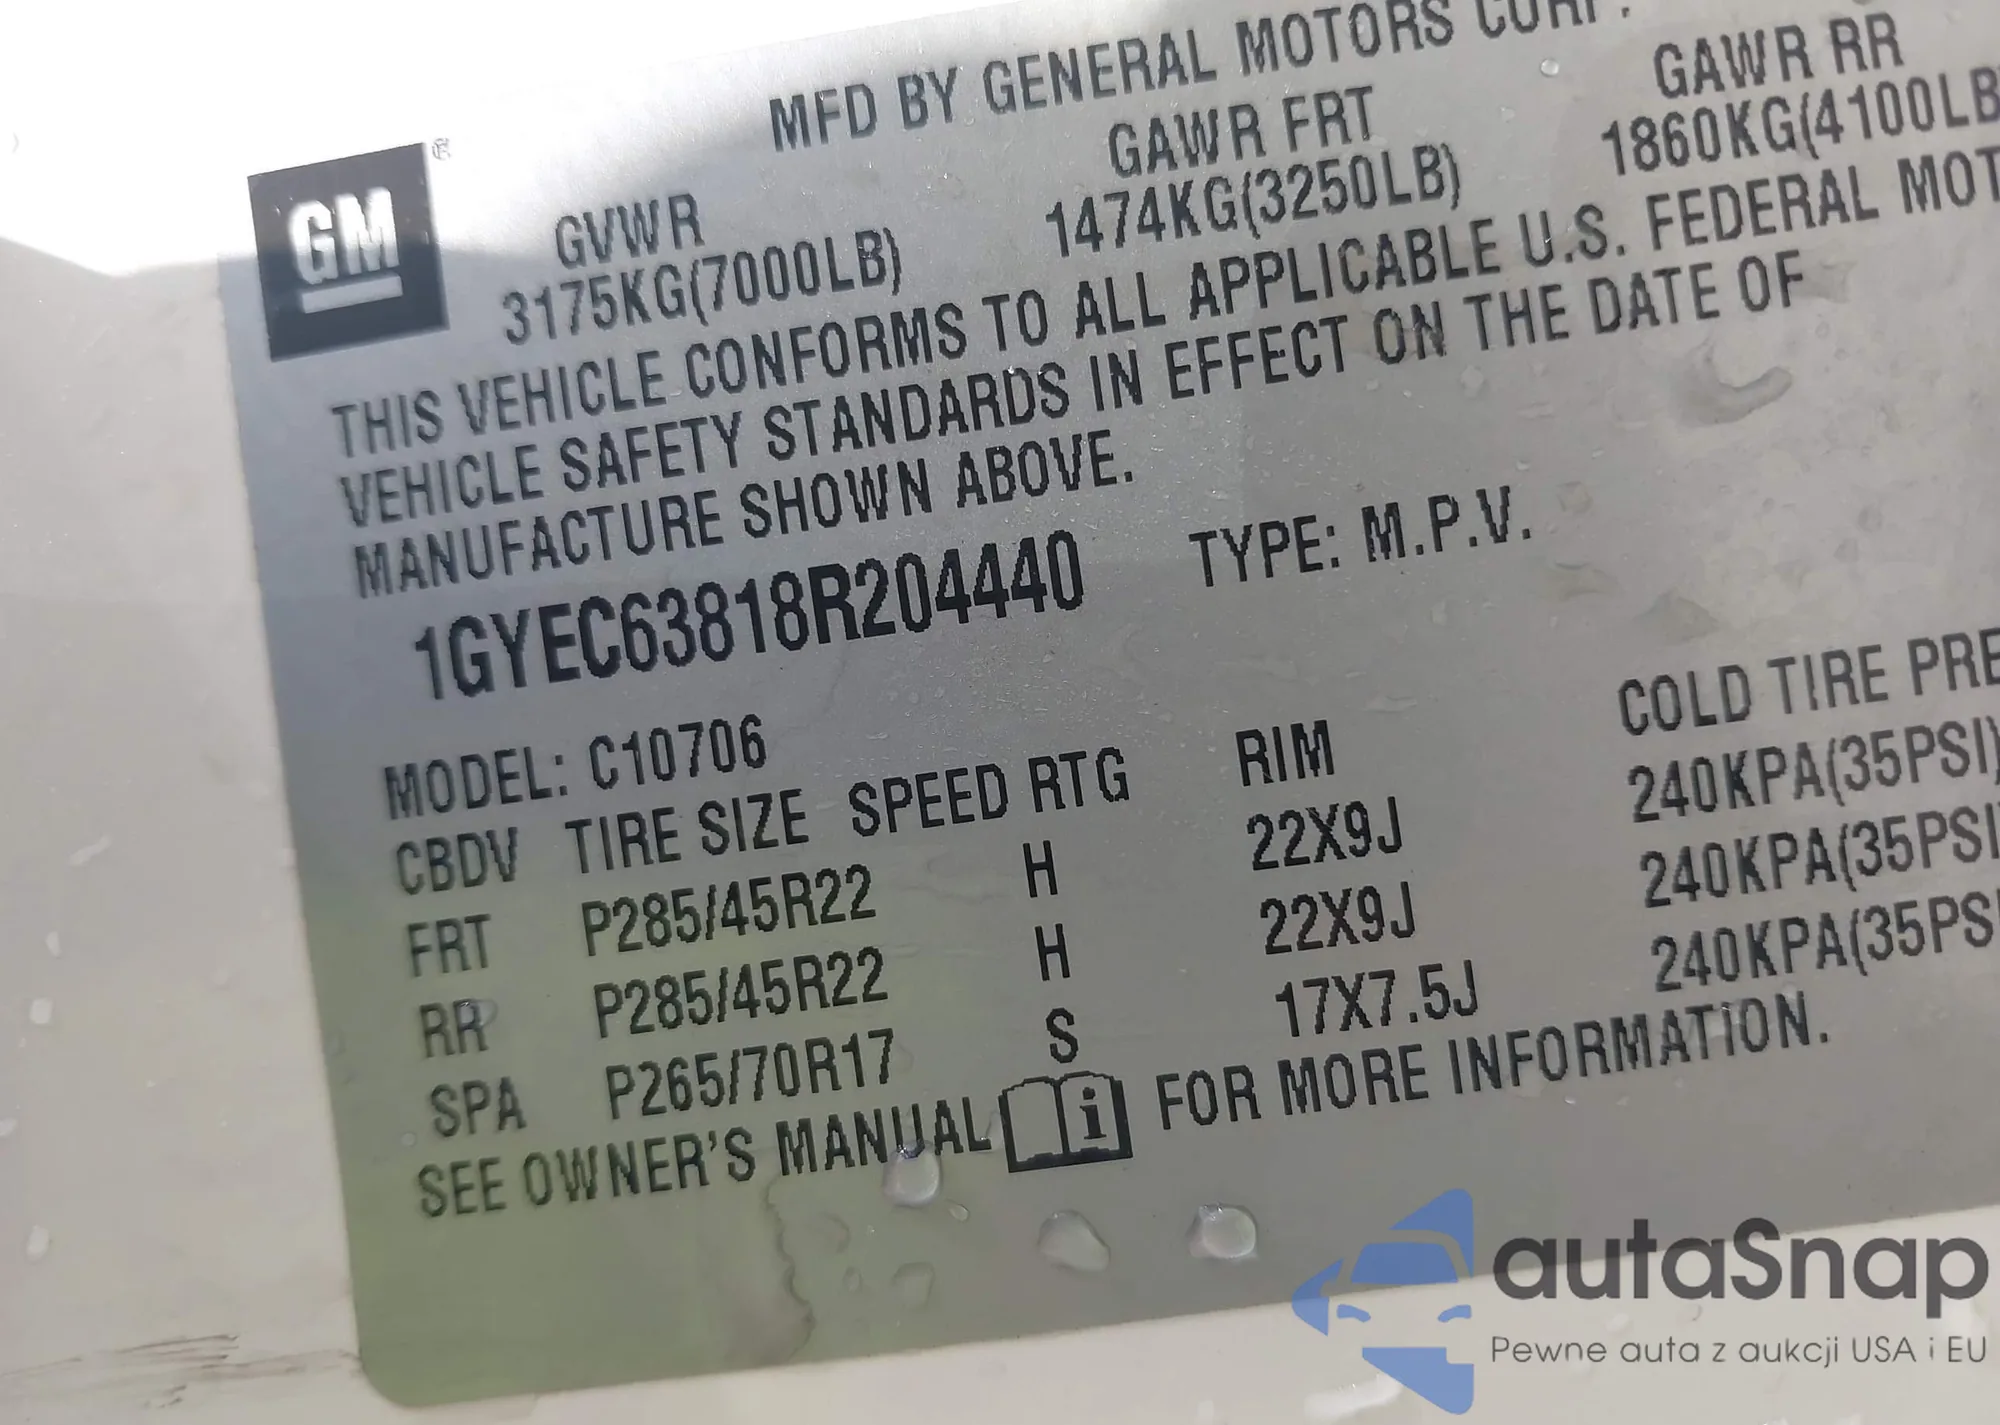 MFD BY GENERAL MOTORS CORP.
GM ®
GVWR GAWR FRT GAWR RR
3175KG(7000LB) 1474KG(3250LB) 1860KG(4100LB
THIS VEHICLE CONFORMS TO ALL APPLICABLE U.S. FEDERAL MOT
VEHICLE SAFETY STANDARDS IN EFFECT ON THE DATE OF
MANUFACTURE SHOWN ABOVE.
1GYEC63818R204440 TYPE: M.P.V.
MODEL: C10706
CBDV TIRE SIZE SPEED RTG RIM COLD TIRE PRE
FRT P285/45R22 H 22X9J 240KPA(35PSI)
RR P285/45R22 H 22X9J 240KPA(35PSI
SPA P265/70R17 S 17X7.5J 240KPA(35PS
SEE OWNER'S MANUAL i FOR MORE INFORMATION.
autaSnap
Pewne auta z aukcji USA i EU